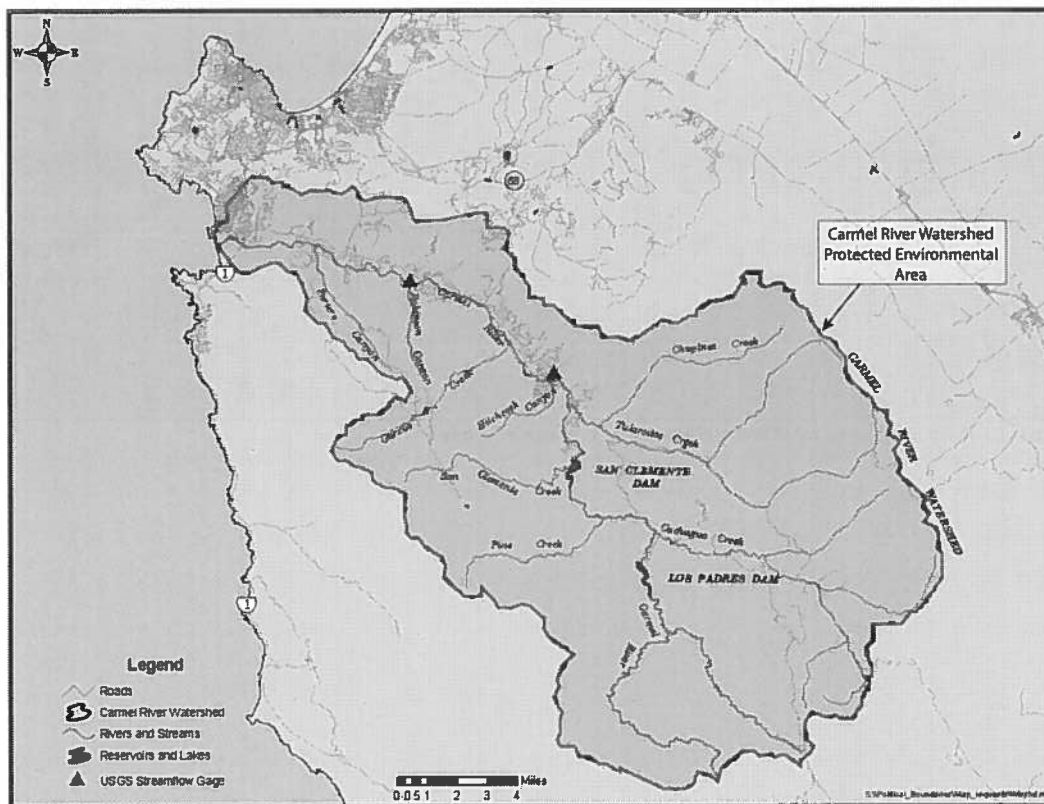 N
W E
S
68
Carmel River Watershed
Protected Environmental
Area
1
Carmel
River
Potrero
Canyon
Robinson
Canyon
Garzas Creek
Hitchcock Canyon
Chupines Creek
Tularcitos Creek
CARMEL
RIVER
WATERSHED
SAN CLEMENTE
DAM
San Clemente Creek
Pine Creek
Cachagua Creek
LOS PADRES DAM
Carmel
River
1
Legend
Roads
Carmel River Watershed
Rivers and Streams
Reservoirs and Lakes
USGS Streamflow Gage
Miles
0 0.5 1 2 3 4